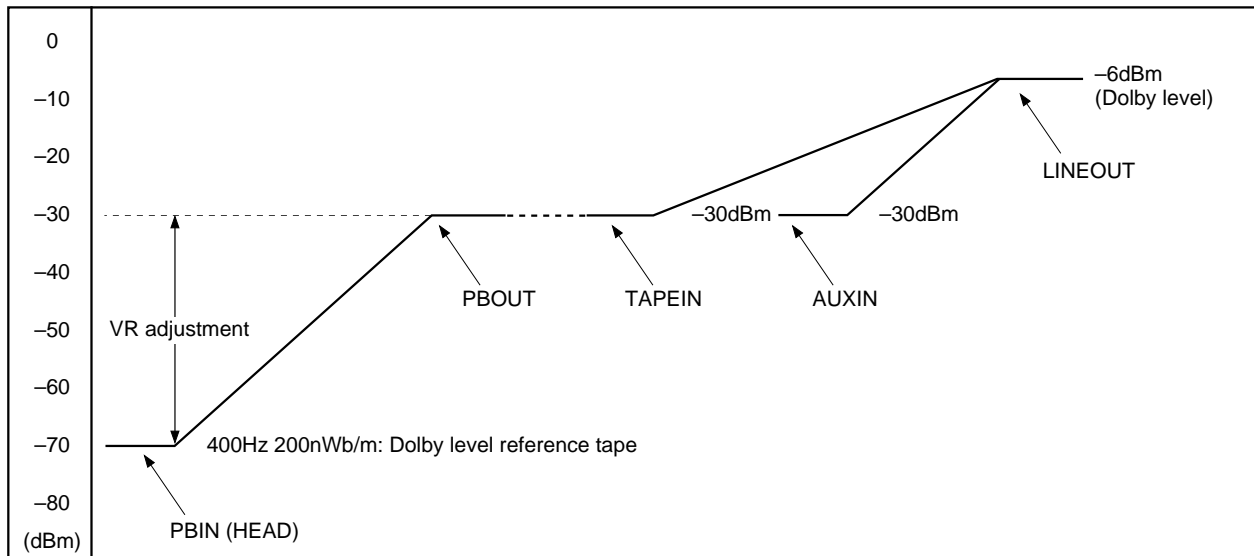 0
–10
–20
–30
–40
–50
–60
–70
–80
(dBm)
–6dBm
(Dolby level)
LINEOUT
–30dBm
–30dBm
PBOUT
TAPEIN
AUXIN
VR adjustment
400Hz 200nWb/m: Dolby level reference tape
PBIN (HEAD)